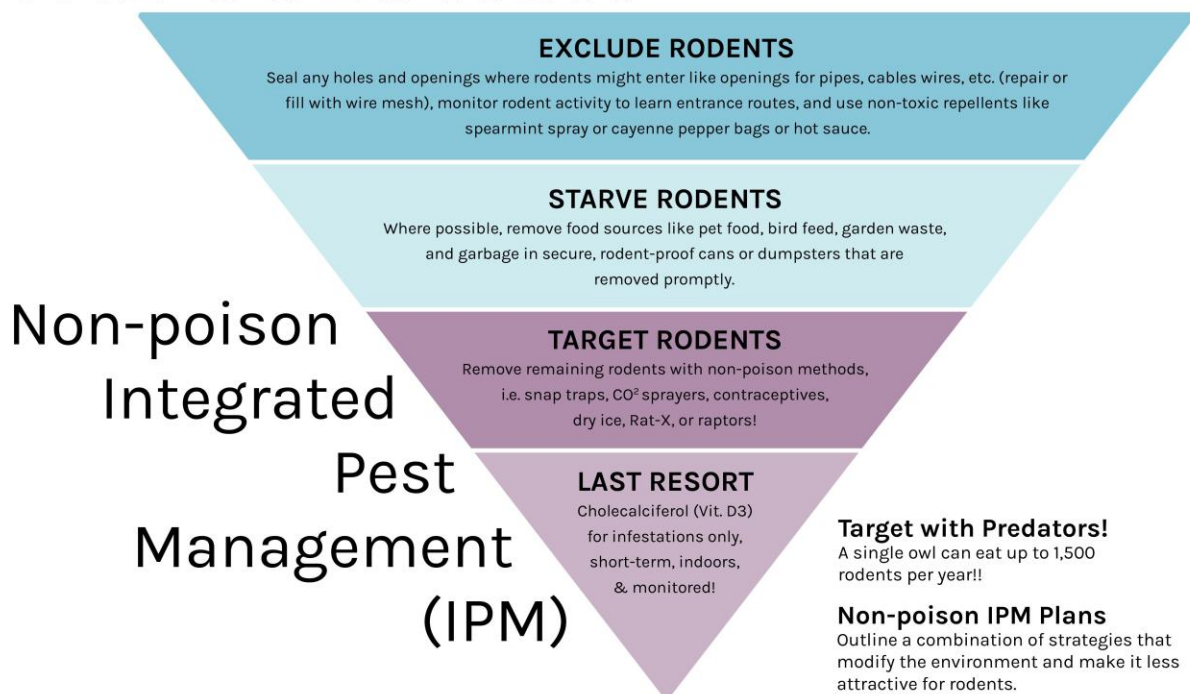 EXCLUDE RODENTS
Seal any holes and openings where rodents might enter like openings for pipes, cables wires, etc. (repair or
fill with wire mesh), monitor rodent activity to learn entrance routes, and use non-toxic repellents like
spearmint spray or cayenne pepper bags or hot sauce.
STARVE RODENTS
Where possible, remove food sources like pet food, bird feed, garden waste,
and garbage in secure, rodent-proof cans or dumpsters that are
removed promptly.
TARGET RODENTS
Remove remaining rodents with non-poison methods,
i.e. snap traps, CO² sprayers, contraceptives,
dry ice, Rat-X, or raptors!
LAST RESORT
Cholecalciferol (Vit. D3)
for infestations only,
short-term, indoors,
& monitored!
Non-poison
Integrated
Pest
Management
(IPM)
Target with Predators!
A single owl can eat up to 1,500
rodents per year!!
Non-poison IPM Plans
Outline a combination of strategies that
modify the environment and make it less
attractive for rodents.